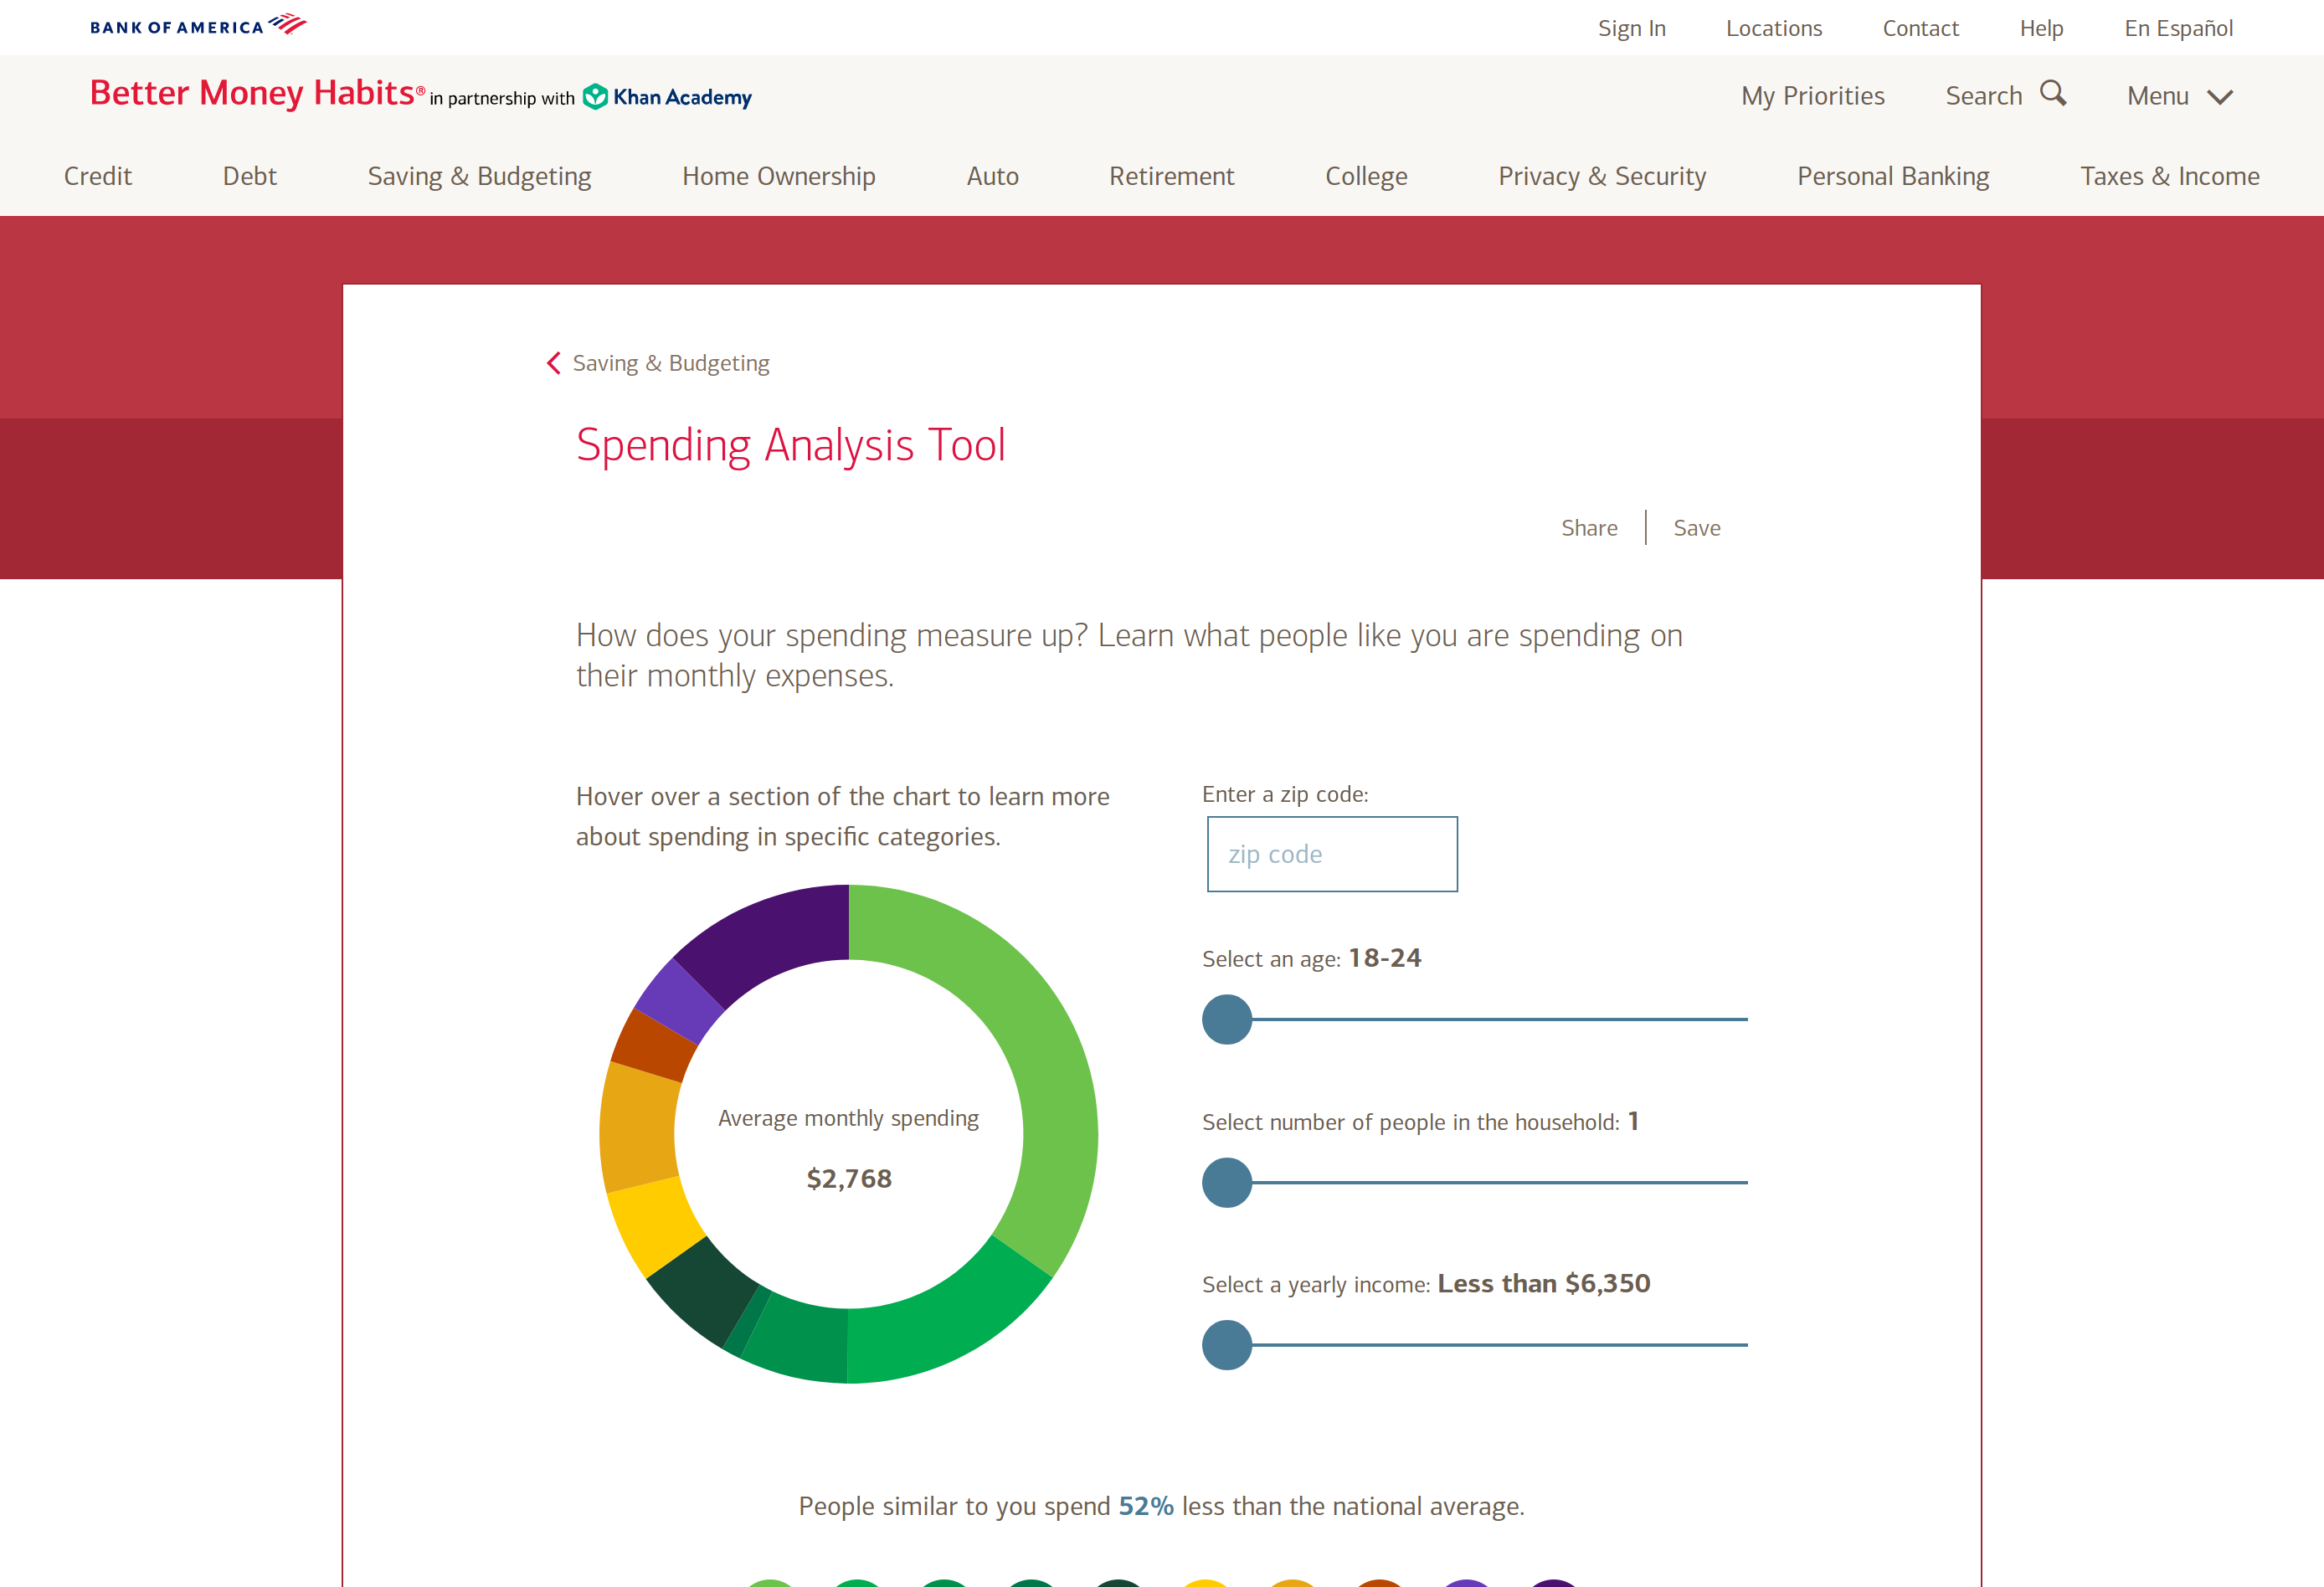 BANK OF AMERICA
Sign In
Locations
Contact
Help
En Español
Better Money Habits® in partnership with Khan Academy
My Priorities
Search
Menu
Credit
Debt
Saving & Budgeting
Home Ownership
Auto
Retirement
College
Privacy & Security
Personal Banking
Taxes & Income
Saving & Budgeting
Spending Analysis Tool
Share
Save
How does your spending measure up? Learn what people like you are spending on
their monthly expenses.
Hover over a section of the chart to learn more
about spending in specific categories.
Average monthly spending
$2,768
Enter a zip code:
zip code
Select an age: 18-24
Select number of people in the household: 1
Select a yearly income: Less than $6,350
People similar to you spend 52% less than the national average.